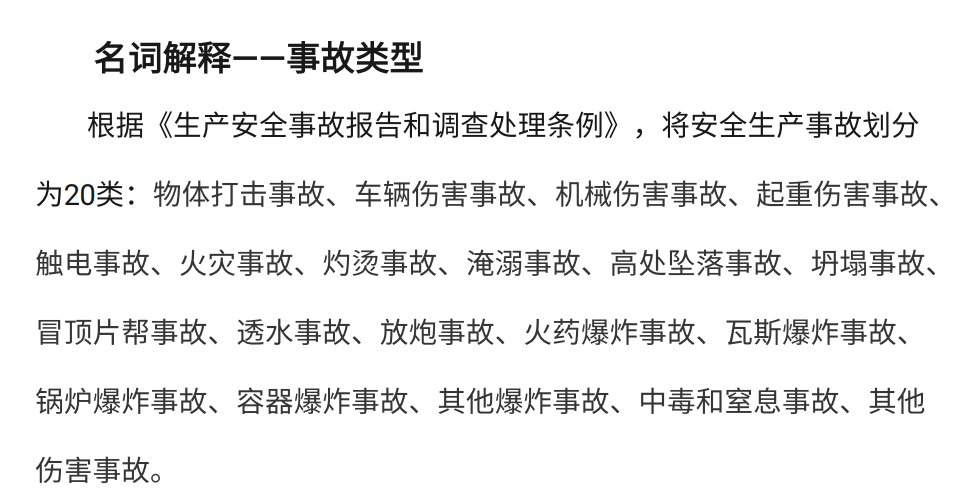 名词解释——事故类型
根据《生产安全事故报告和调查处理条例》，将安全生产事故划分
为20类：物体打击事故、车辆伤害事故、机械伤害事故、起重伤害事故、
触电事故、火灾事故、灼烫事故、淹溺事故、高处坠落事故、坍塌事故、
冒顶片帮事故、透水事故、放炮事故、火药爆炸事故、瓦斯爆炸事故、
锅炉爆炸事故、容器爆炸事故、其他爆炸事故、中毒和窒息事故、其他
伤害事故。